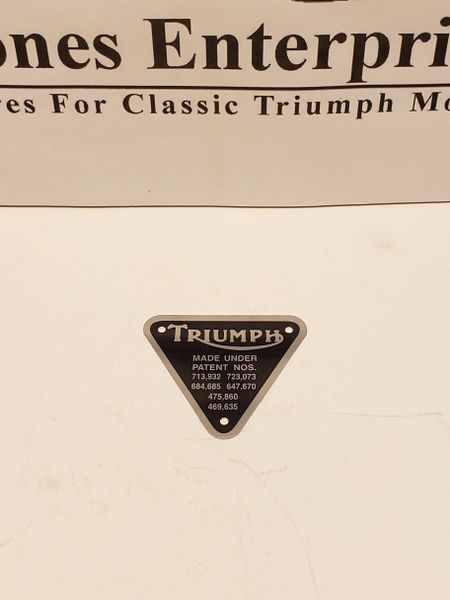 ones Enterpri
res For Classic Triumph Mo
TRIUMPH
MADE UNDER
PATENT NOS.
713,932 723,073
684,685 647,670
475,860
469,635